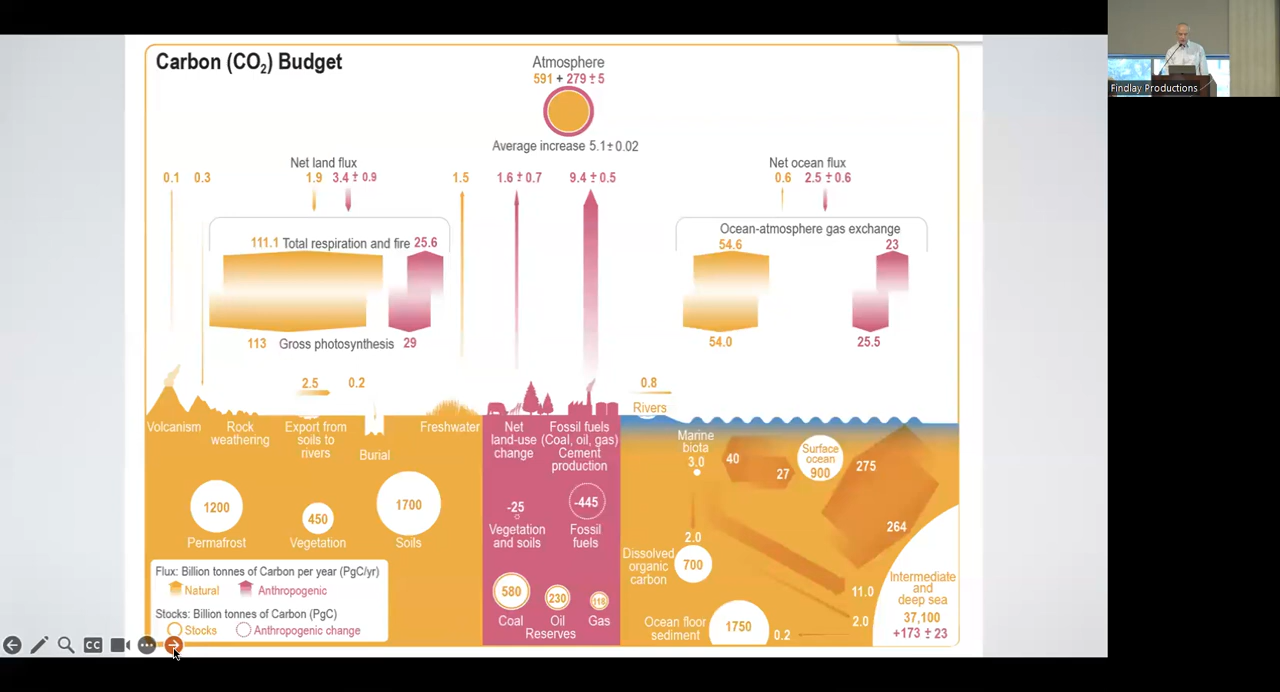 Carbon (CO₂) Budget
Atmosphere
591 + 279 ± 5
Average increase 5.1 ± 0.02
Net land flux
Net ocean flux
0.1 0.3 1.9 3.4 ± 0.9 1.5 1.6 ± 0.7 9.4 ± 0.5 0.6 2.5 ± 0.6
Ocean-atmosphere gas exchange
111.1 Total respiration and fire 25.6
54.6 23
113 Gross photosynthesis 29
54.0 25.5
2.5 0.2
0.8
Rivers
Volcanism
Rock
weathering
Export from
soils to
rivers
Burial
Freshwater
Net
land-use
change
Fossil fuels
(Coal, oil, gas)
Cement
production
Marine
biota
3.0
40
27
Surface
ocean
900
275
264
1200
Permafrost
450
Vegetation
1700
Soils
-25
Vegetation
and soils
-445
Fossil
fuels
2.0
Dissolved
organic
carbon
700
11.0
Intermediate
and
deep sea
37,100
+173 ± 23
2.0
580
Coal
230
Oil
Gas
Reserves
Ocean floor
sediment
1750
0.2
Flux: Billion tonnes of Carbon per year (PgC/yr)
Natural Anthropogenic
Stocks: Billion tonnes of Carbon (PgC)
Stocks Anthropogenic change
CC
Findlay Productions